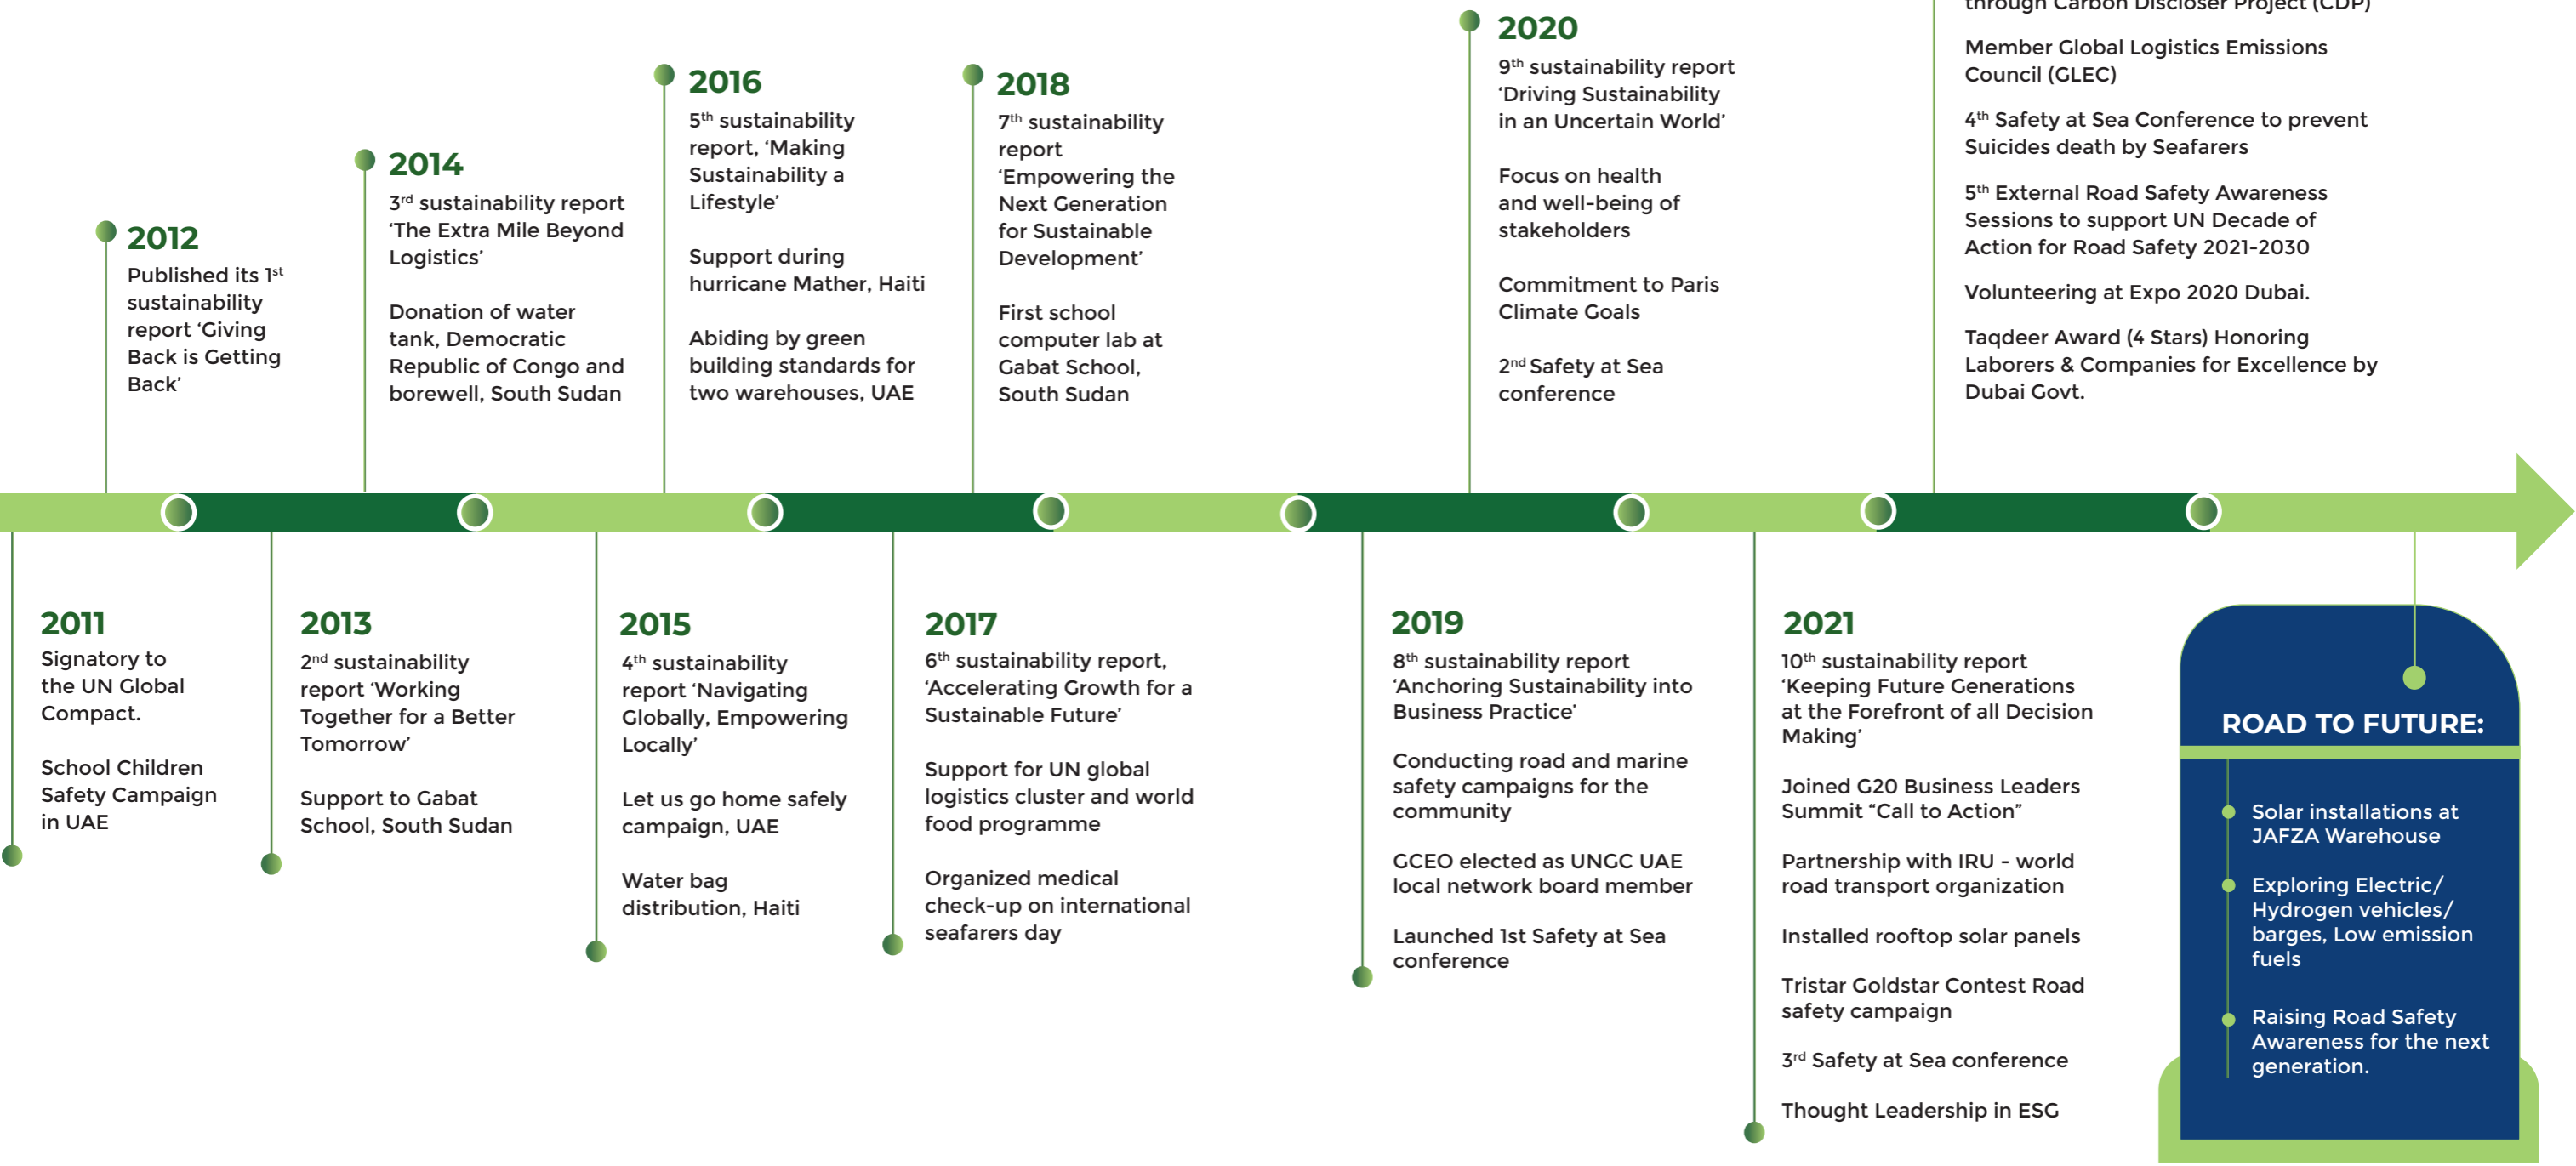 2012
Published its 1st
sustainability
report ‘Giving
Back is Getting
Back’
2014
3rd sustainability report
‘The Extra Mile Beyond
Logistics’
Donation of water
tank, Democratic
Republic of Congo and
borewell, South Sudan
2016
5th sustainability
report, ‘Making
Sustainability a
Lifestyle’
Support during
hurricane Mather, Haiti
Abiding by green
building standards for
two warehouses, UAE
2018
7th sustainability
report
‘Empowering the
Next Generation
for Sustainable
Development’
First school
computer lab at
Gabat School,
South Sudan
2020
9th sustainability report
‘Driving Sustainability
in an Uncertain World’
Focus on health
and well-being of
stakeholders
Commitment to Paris
Climate Goals
2nd Safety at Sea
conference
through Carbon Discloser Project (CDP)
Member Global Logistics Emissions
Council (GLEC)
4th Safety at Sea Conference to prevent
Suicides death by Seafarers
5th External Road Safety Awareness
Sessions to support UN Decade of
Action for Road Safety 2021-2030
Volunteering at Expo 2020 Dubai.
Taqdeer Award (4 Stars) Honoring
Laborers & Companies for Excellence by
Dubai Govt.
2011
Signatory to
the UN Global
Compact.
School Children
Safety Campaign
in UAE
2013
2nd sustainability
report ‘Working
Together for a Better
Tomorrow’
Support to Gabat
School, South Sudan
2015
4th sustainability
report ‘Navigating
Globally, Empowering
Locally’
Let us go home safely
campaign, UAE
Water bag
distribution, Haiti
2017
6th sustainability report,
‘Accelerating Growth for a
Sustainable Future’
Support for UN global
logistics cluster and world
food programme
Organized medical
check-up on international
seafarers day
2019
8th sustainability report
‘Anchoring Sustainability into
Business Practice’
Conducting road and marine
safety campaigns for the
community
GCEO elected as UNGC UAE
local network board member
Launched 1st Safety at Sea
conference
2021
10th sustainability report
‘Keeping Future Generations
at the Forefront of all Decision
Making’
Joined G20 Business Leaders
Summit “Call to Action”
Partnership with IRU - world
road transport organization
Installed rooftop solar panels
Tristar Goldstar Contest Road
safety campaign
3rd Safety at Sea conference
Thought Leadership in ESG
ROAD TO FUTURE:
Solar installations at
JAFZA Warehouse
Exploring Electric/
Hydrogen vehicles/
barges, Low emission
fuels
Raising Road Safety
Awareness for the next
generation.